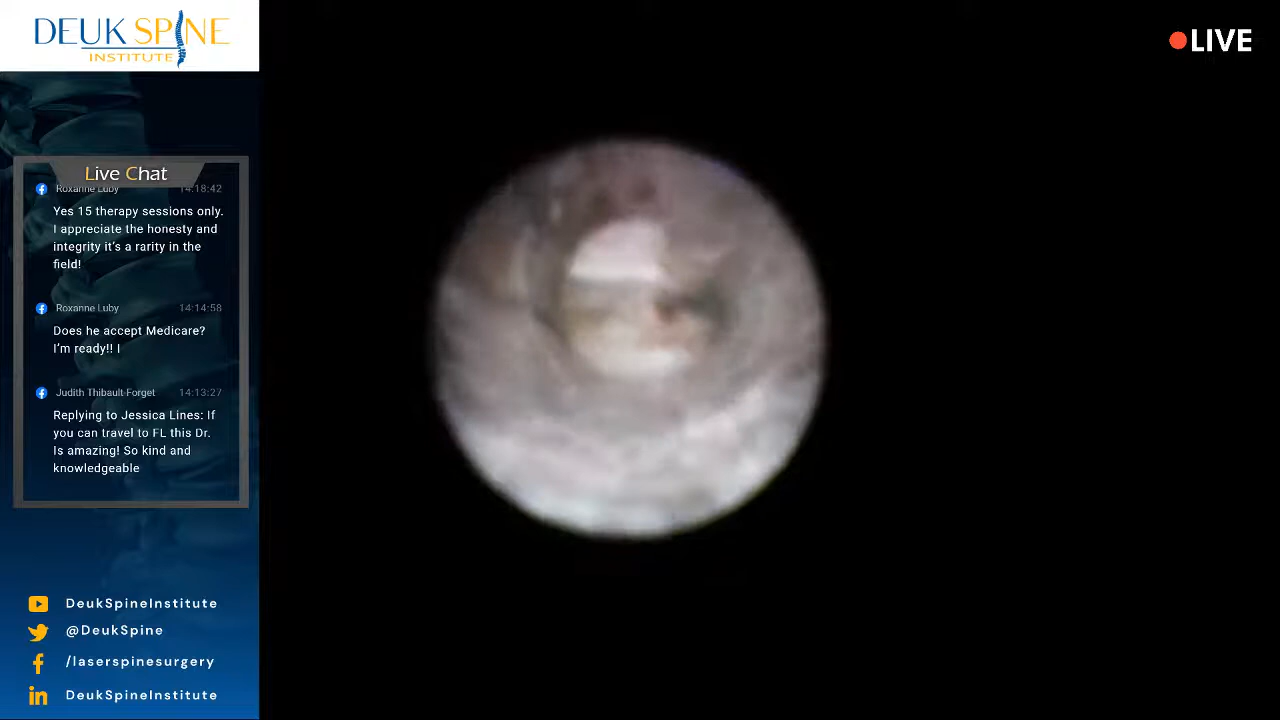 DEUK SPINE
INSTITUTE
LIVE
Live Chat
Roxanne Luby 14:18:42
Yes 15 therapy sessions only.
I appreciate the honesty and
integrity it's a rarity in the
field!
Roxanne Luby 14:14:58
Does he accept Medicare?
I'm ready!! I
Judith Thibault-Forget 14:13:27
Replying to Jessica Lines: If
you can travel to FL this Dr.
Is amazing! So kind and
knowledgeable
DeukSpineInstitute
@DeukSpine
/laserspinesurgery
DeukSpineInstitute